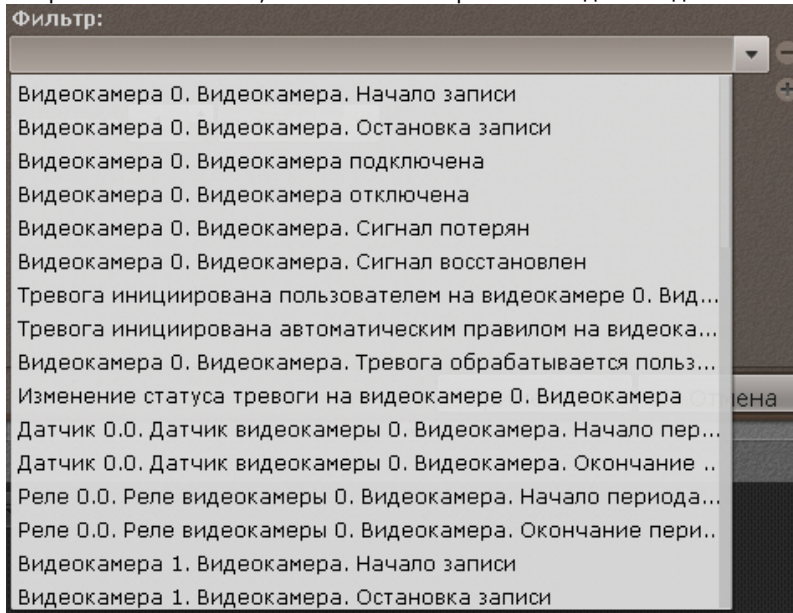 Фильтр:
Видеокамера 0. Видеокамера. Начало записи
Видеокамера 0. Видеокамера. Остановка записи
Видеокамера 0. Видеокамера подключена
Видеокамера 0. Видеокамера отключена
Видеокамера 0. Видеокамера. Сигнал потерян
Видеокамера 0. Видеокамера. Сигнал восстановлен
Тревога инициирована пользователем на видеокамере 0. Вид...
Тревога инициирована автоматическим правилом на видеока...
Видеокамера 0. Видеокамера. Тревога обрабатывается польз...
Изменение статуса тревоги на видеокамере 0. Видеокамера
Датчик 0.0. Датчик видеокамеры 0. Видеокамера. Начало пер...
Датчик 0.0. Датчик видеокамеры 0. Видеокамера. Окончание ..
Реле 0.0. Реле видеокамеры 0. Видеокамера. Начало периода...
Реле 0.0. Реле видеокамеры 0. Видеокамера. Окончание пери..
Видеокамера 1. Видеокамера. Начало записи
Видеокамера 1. Видеокамера. Остановка записи